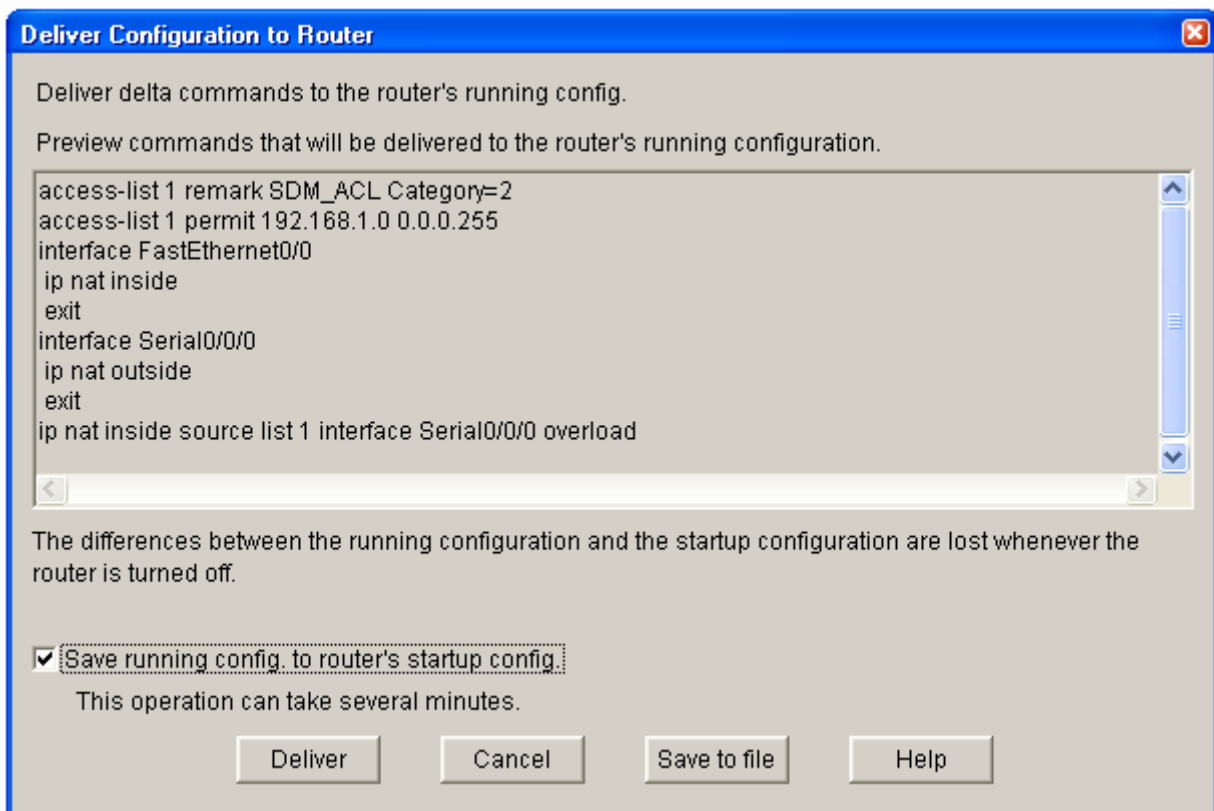 Deliver Configuration to Router
Deliver delta commands to the router's running config.
Preview commands that will be delivered to the router's running configuration.
access-list 1 remark SDM_ACL Category=2
access-list 1 permit 192.168.1.0 0.0.0.255
interface FastEthernet0/0
 ip nat inside
 exit
interface Serial0/0/0
 ip nat outside
 exit
ip nat inside source list 1 interface Serial0/0/0 overload
The differences between the running configuration and the startup configuration are lost whenever the
router is turned off.
Save running config. to router's startup config.
This operation can take several minutes.
Deliver Cancel Save to file Help